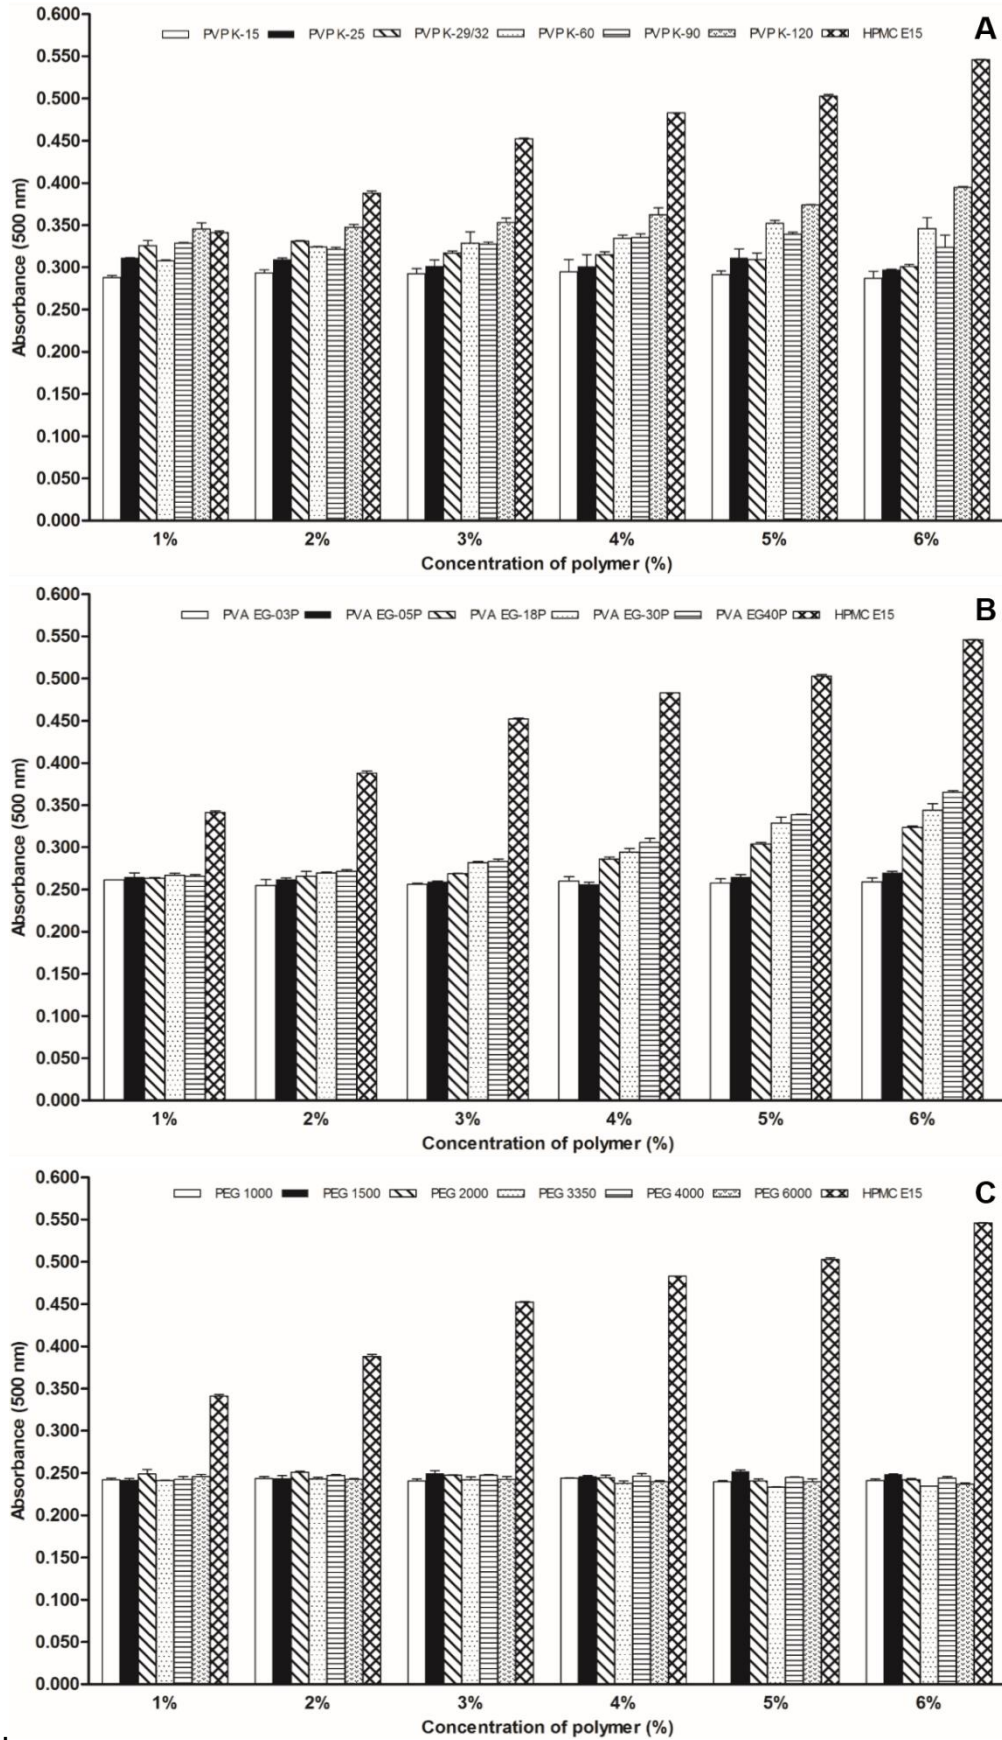 A
PVP K-15 PVP K-25 PVP K-29/32 PVP K-60 PVP K-90 PVP K-120 HPMC E15
0.600
0.550
0.500
0.450
0.400
0.350
0.300
0.250
0.200
0.150
0.100
0.050
0.000
Absorbance (500 nm)
1% 2% 3% 4% 5% 6%
Concentration of polymer (%)
B
PVA EG-03P PVA EG-05P PVA EG-18P PVA EG-30P PVA EG40P HPMC E15
0.600
0.550
0.500
0.450
0.400
0.350
0.300
0.250
0.200
0.150
0.100
0.050
0.000
Absorbance (500 nm)
1% 2% 3% 4% 5% 6%
Concentration of polymer (%)
C
PEG 1000 PEG 1500 PEG 2000 PEG 3350 PEG 4000 PEG 6000 HPMC E15
0.600
0.550
0.500
0.450
0.400
0.350
0.300
0.250
0.200
0.150
0.100
0.050
0.000
Absorbance (500 nm)
1% 2% 3% 4% 5% 6%
Concentration of polymer (%)
.